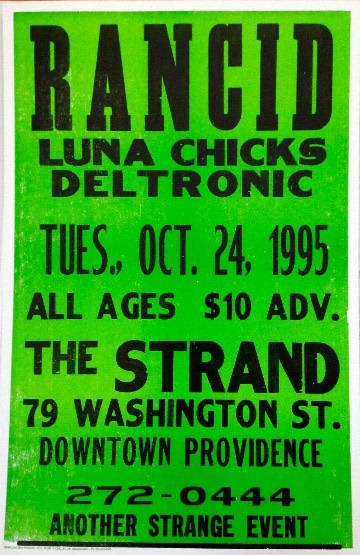 RANCID
LUNA CHICKS
DELTRONIC
TUES., OCT. 24, 1995
ALL AGES $10 ADV.
THE STRAND
79 WASHINGTON ST.
DOWNTOWN PROVIDENCE
272-0444
ANOTHER STRANGE EVENT